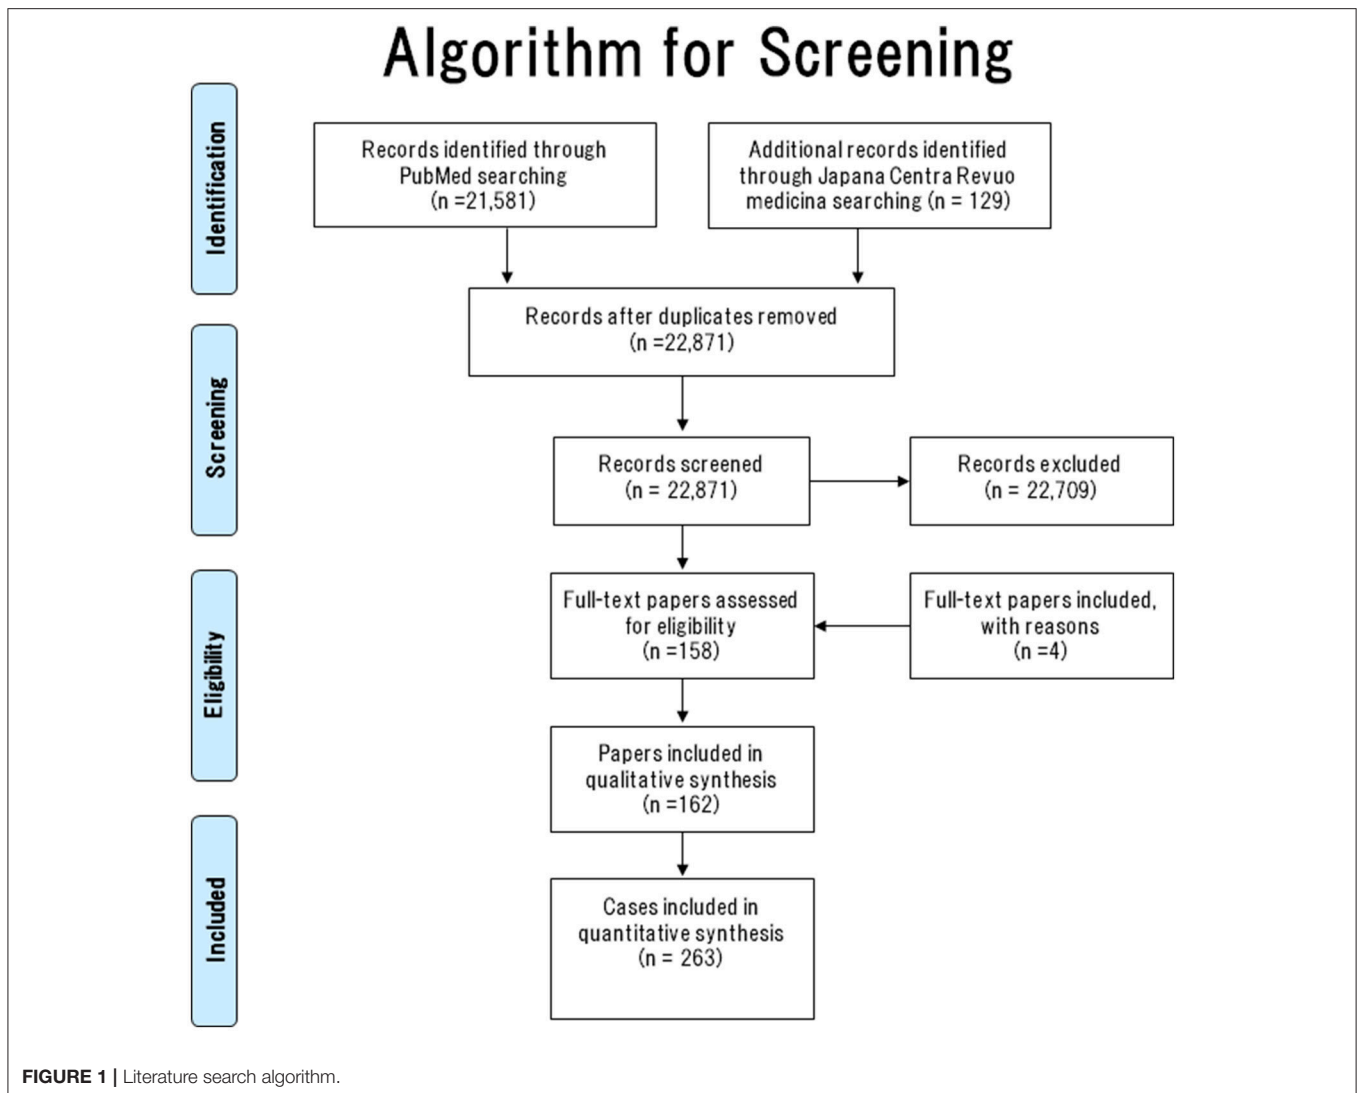 Algorithm for Screening
Identification
Records identified through
PubMed searching
(n =21,581)
Additional records identified
through Japana Centra Revuo
medicina searching (n = 129)
Records after duplicates removed
(n =22,871)
Screening
Records screened
(n = 22,871)
Records excluded
(n = 22,709)
Eligibility
Full-text papers assessed
for eligibility
(n =158)
Full-text papers included,
with reasons
(n =4)
Papers included in
qualitative synthesis
(n =162)
Included
Cases included in
quantitative synthesis
(n = 263)
FIGURE 1 | Literature search algorithm.